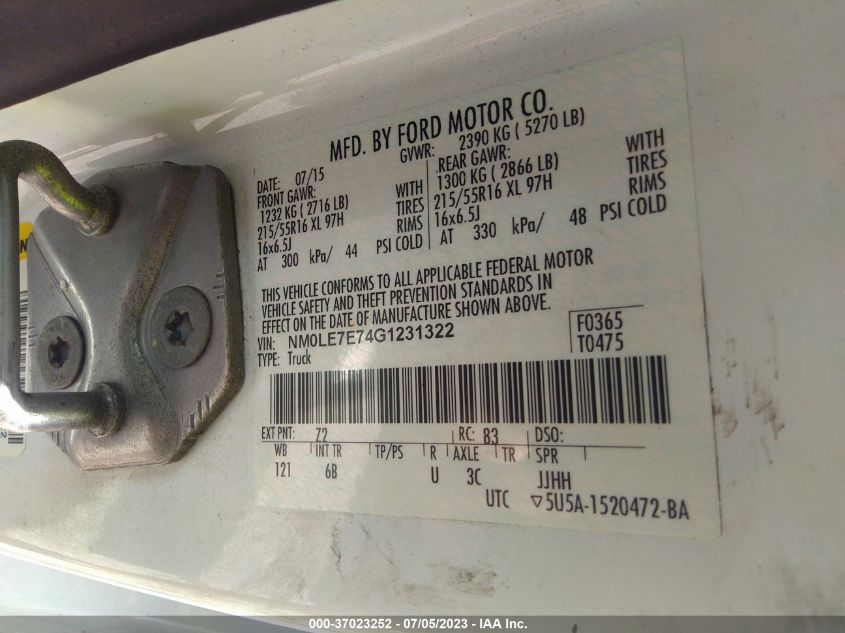 MFD. BY FORD MOTOR CO.
DATE: 07/15 GVWR: 2390 KG ( 5270 LB)
FRONT GAWR: REAR GAWR:
1232 KG ( 2716 LB) WITH 1300 KG ( 2866 LB) WITH
215/55R16 XL 97H TIRES 215/55R16 XL 97H TIRES
16x6.5J RIMS 16x6.5J RIMS
AT 300 kPa/ 44 PSI COLD AT 330 kPa/ 48 PSI COLD
THIS VEHICLE CONFORMS TO ALL APPLICABLE FEDERAL MOTOR
VEHICLE SAFETY AND THEFT PREVENTION STANDARDS IN
EFFECT ON THE DATE OF MANUFACTURE SHOWN ABOVE.
VIN: NM0LE7E74G1231322 F0365
TYPE: Truck T0475
EXT PNT: Z2 RC: 83 DSO:
WB INT TR TP/PS R AXLE TR SPR
121 6B U 3C JJHH
UTC ▽5U5A-1520472-BA
000-37023252 - 07/05/2023 - IAA Inc.